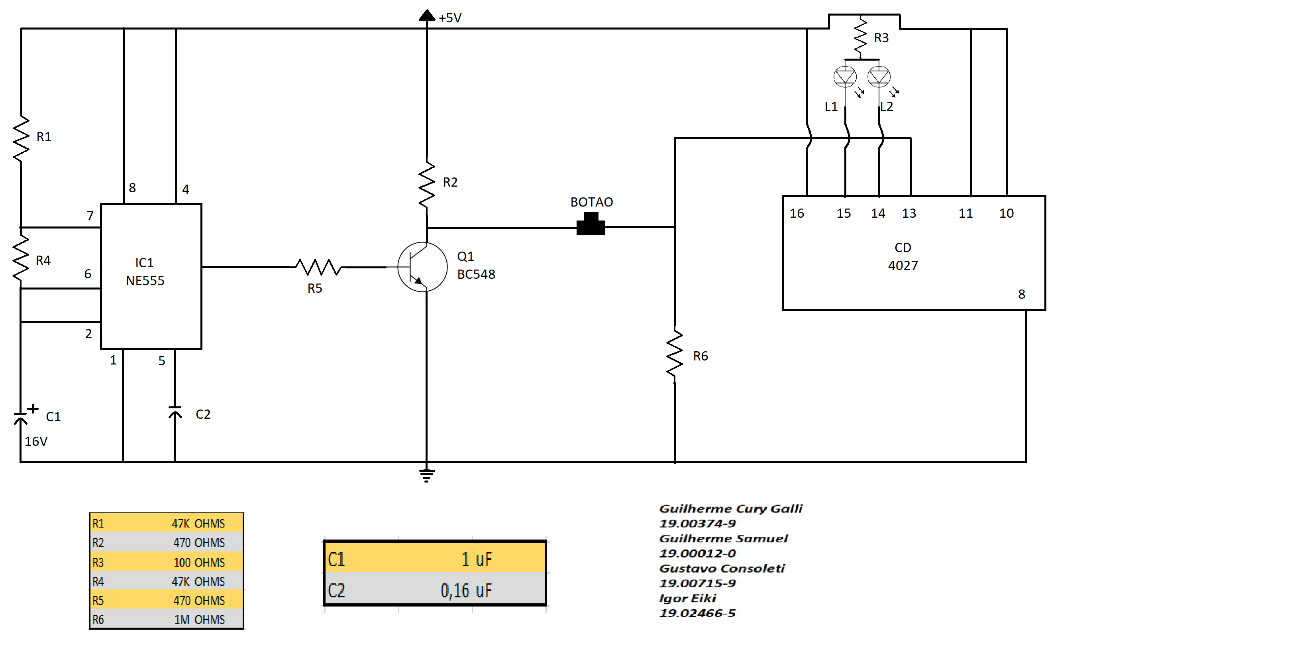 +5V
R3
L1
L2
R1
8
4
R2
7
BOTAO
16
15
14
13
11
10
R4
IC1
NE555
6
Q1
BC548
CD
4027
R5
8
2
1
5
R6
C1
16V
C2
R1 47K OHMS
R2 470 OHMS
R3 100 OHMS
R4 47K OHMS
R5 470 OHMS
R6 1M OHMS
C1 1 uF
C2 0,16 uF
Guilherme Cury Galli
19.00374-9
Guilherme Samuel
19.00012-0
Gustavo Consoleti
19.00715-9
Igor Eiki
19.02466-5